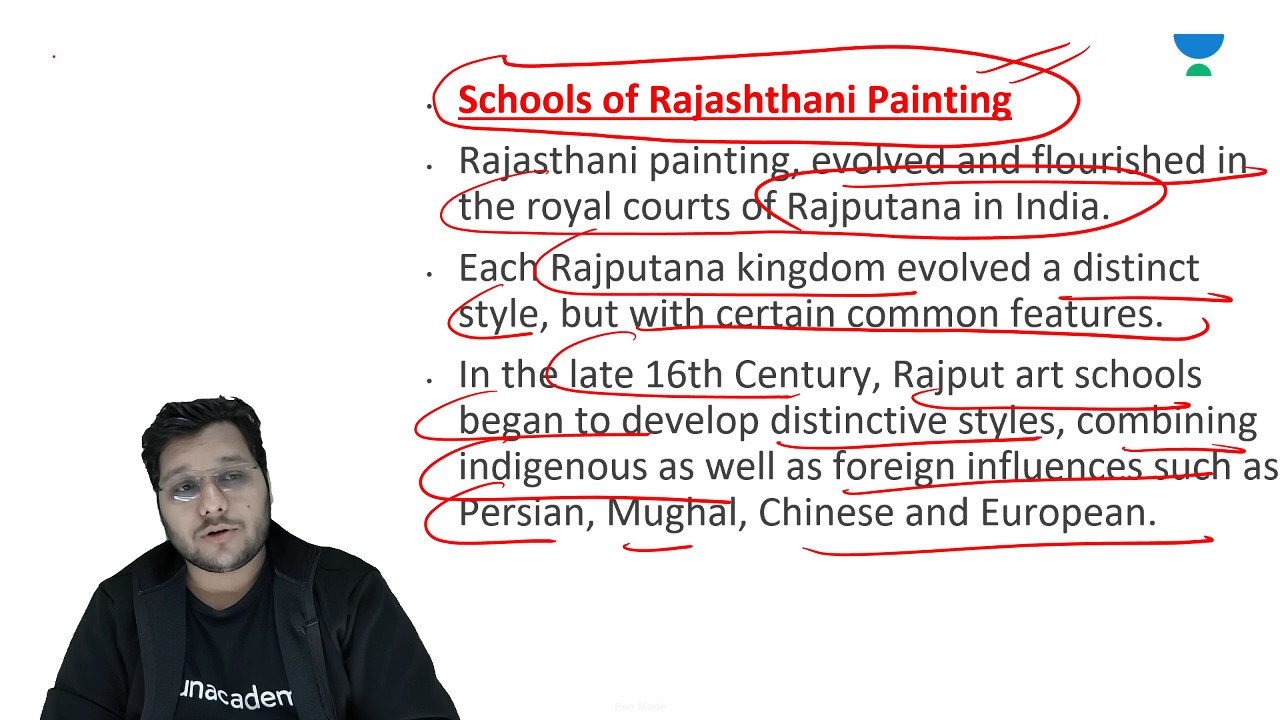 Schools of Rajashthani Painting
Rajasthani painting, evolved and flourished in
the royal courts of Rajputana in India.
Each Rajputana kingdom evolved a distinct
style, but with certain common features.
In the late 16th Century, Rajput art schools
began to develop distinctive styles, combining
indigenous as well as foreign influences such as
Persian, Mughal, Chinese and European.
unacadem
Pen Mode